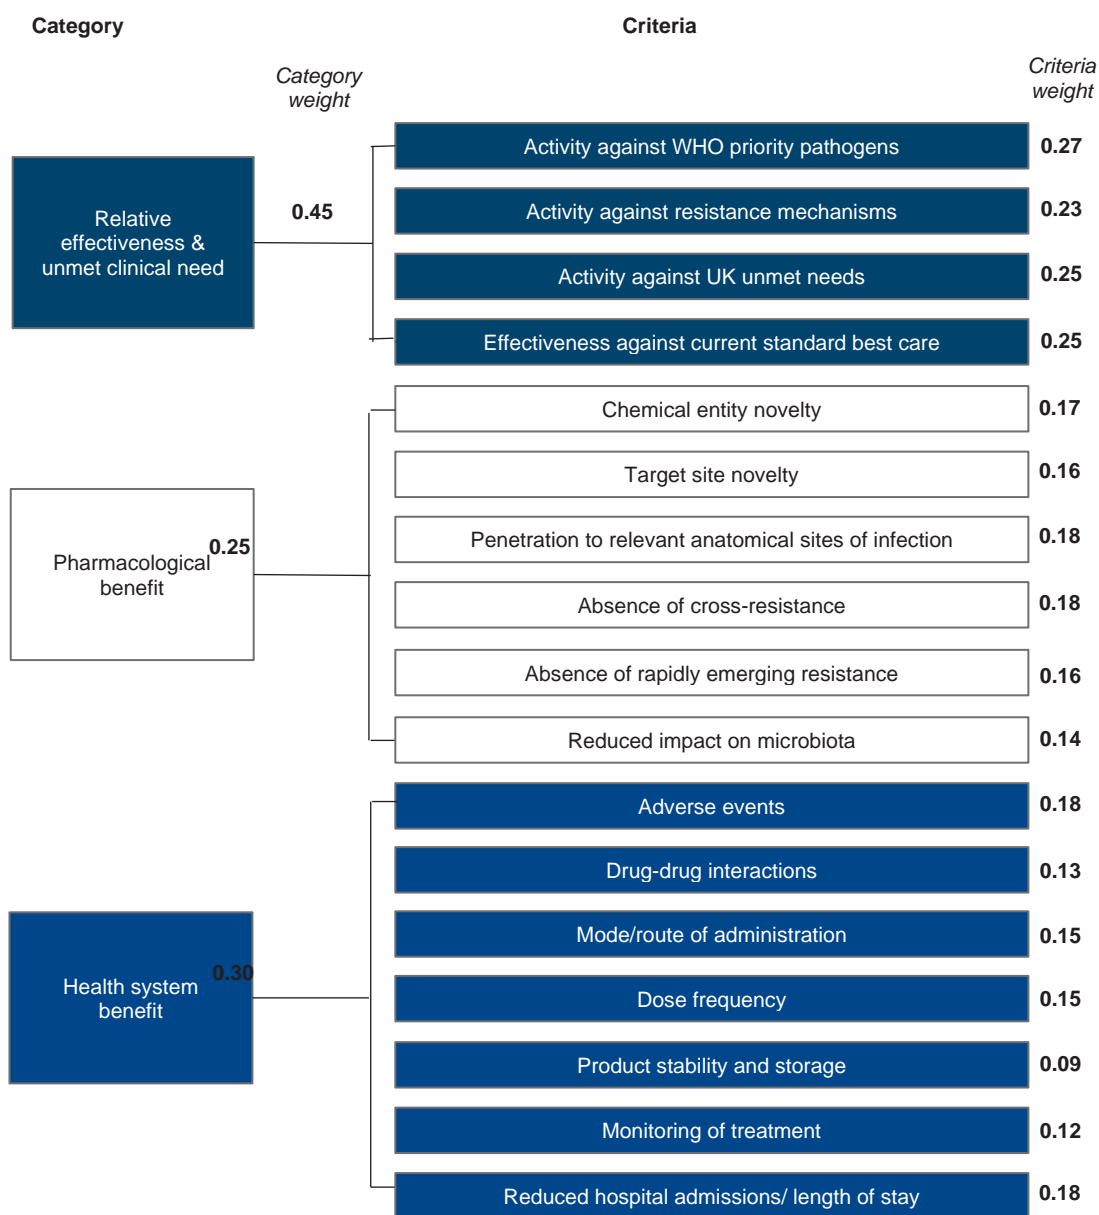 Category
Criteria
Category
weight
Criteria
weight
Relative
effectiveness &
unmet clinical need
0.45
Activity against WHO priority pathogens
0.27
Activity against resistance mechanisms
0.23
Activity against UK unmet needs
0.25
Effectiveness against current standard best care
0.25
Pharmacological
benefit
0.25
Chemical entity novelty
0.17
Target site novelty
0.16
Penetration to relevant anatomical sites of infection
0.18
Absence of cross-resistance
0.18
Absence of rapidly emerging resistance
0.16
Reduced impact on microbiota
0.14
Health system
benefit
0.30
Adverse events
0.18
Drug-drug interactions
0.13
Mode/route of administration
0.15
Dose frequency
0.15
Product stability and storage
0.09
Monitoring of treatment
0.12
Reduced hospital admissions/ length of stay
0.18